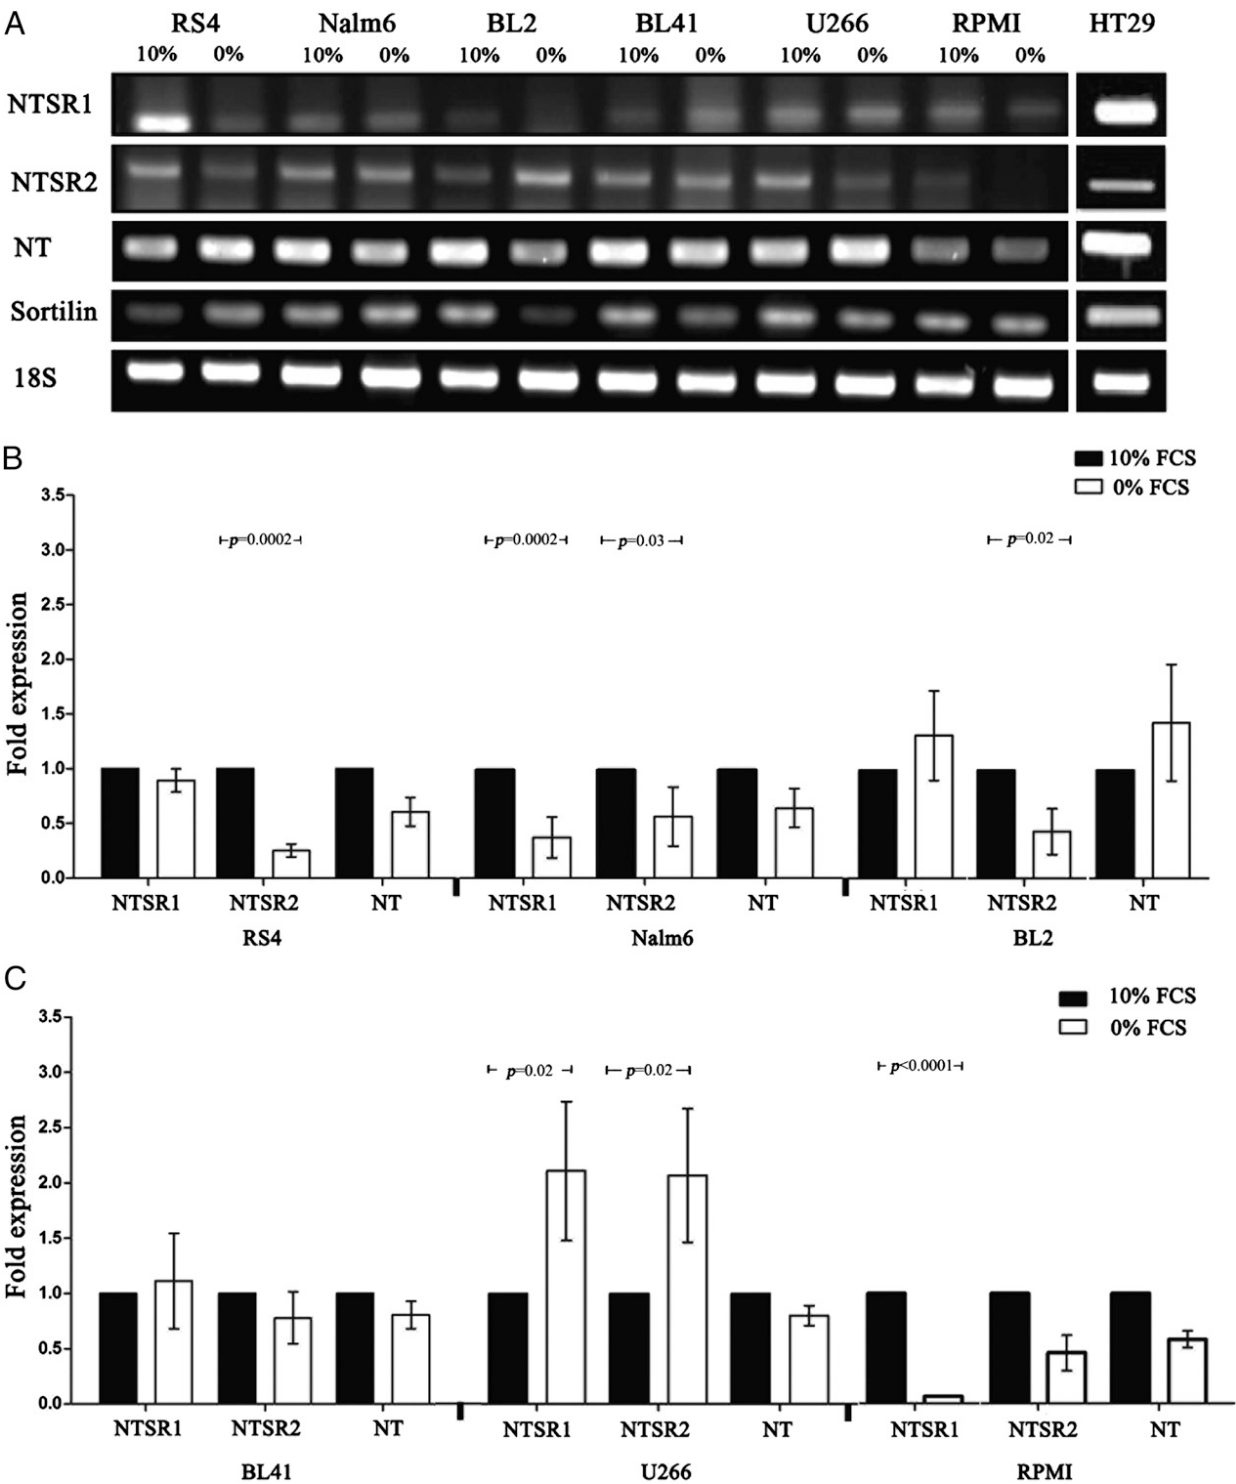 A
RS4 Nalm6 BL2 BL41 U266 RPMI HT29
10% 0% 10% 0% 10% 0% 10% 0% 10% 0% 10% 0%
NTSR1
NTSR2
NT
Sortilin
18S
B
10% FCS
0% FCS
Fold expression
3.5
3.0
2.5
2.0
1.5
1.0
0.5
0.0
p=0.0002 p=0.0002 p=0.03 p=0.02
NTSR1 NTSR2 NT NTSR1 NTSR2 NT NTSR1 NTSR2 NT
RS4 Nalm6 BL2
C
10% FCS
0% FCS
Fold expression
3.5
3.0
2.5
2.0
1.5
1.0
0.5
0.0
p=0.02 p=0.02 p<0.0001
NTSR1 NTSR2 NT NTSR1 NTSR2 NT NTSR1 NTSR2 NT
BL41 U266 RPMI